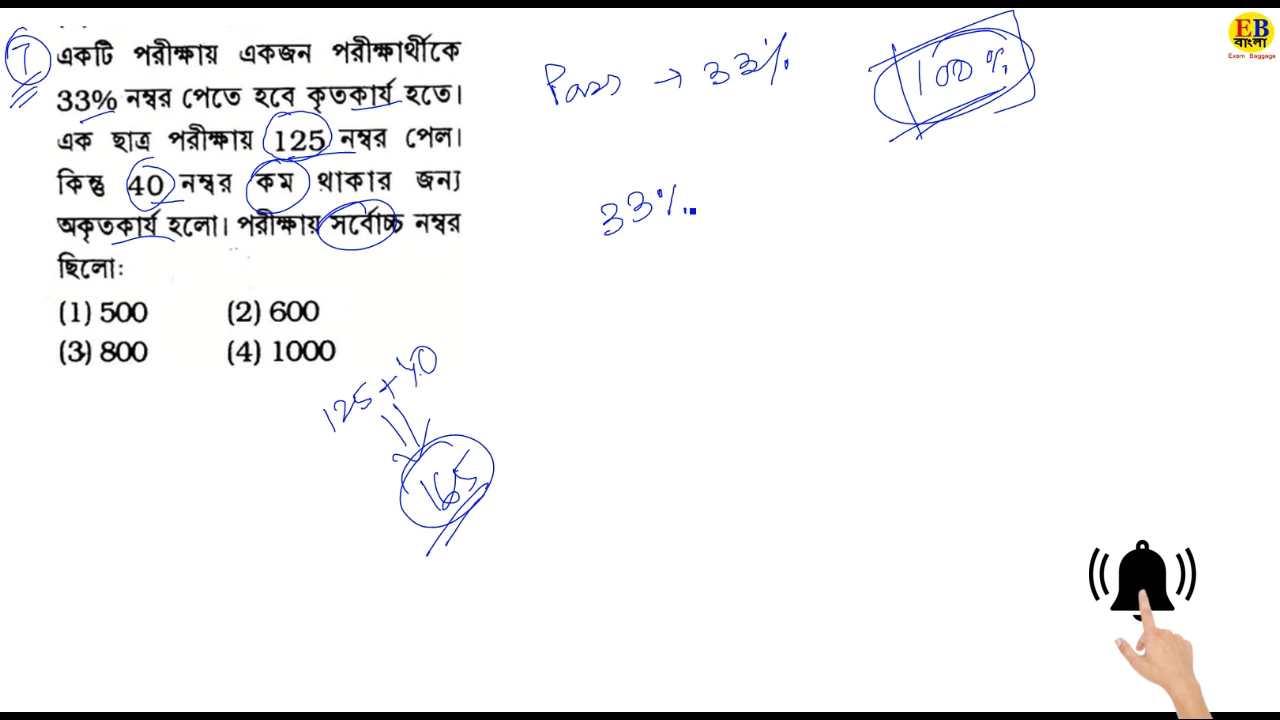 7
একটি পরীক্ষায় একজন পরীক্ষার্থীকে
33% নম্বর পেতে হবে কৃতকার্য হতে।
এক ছাত্র পরীক্ষায় 125 নম্বর পেল।
কিন্তু 40 নম্বর কম থাকার জন্য
অকৃতকার্য হলো। পরীক্ষায় সর্বোচ্চ নম্বর
ছিলো:
(1) 500 (2) 600
(3) 800 (4) 1000
Pass → 33%
100%
33%
125 + 40
165
EB
বাংলা
Exam Baggage